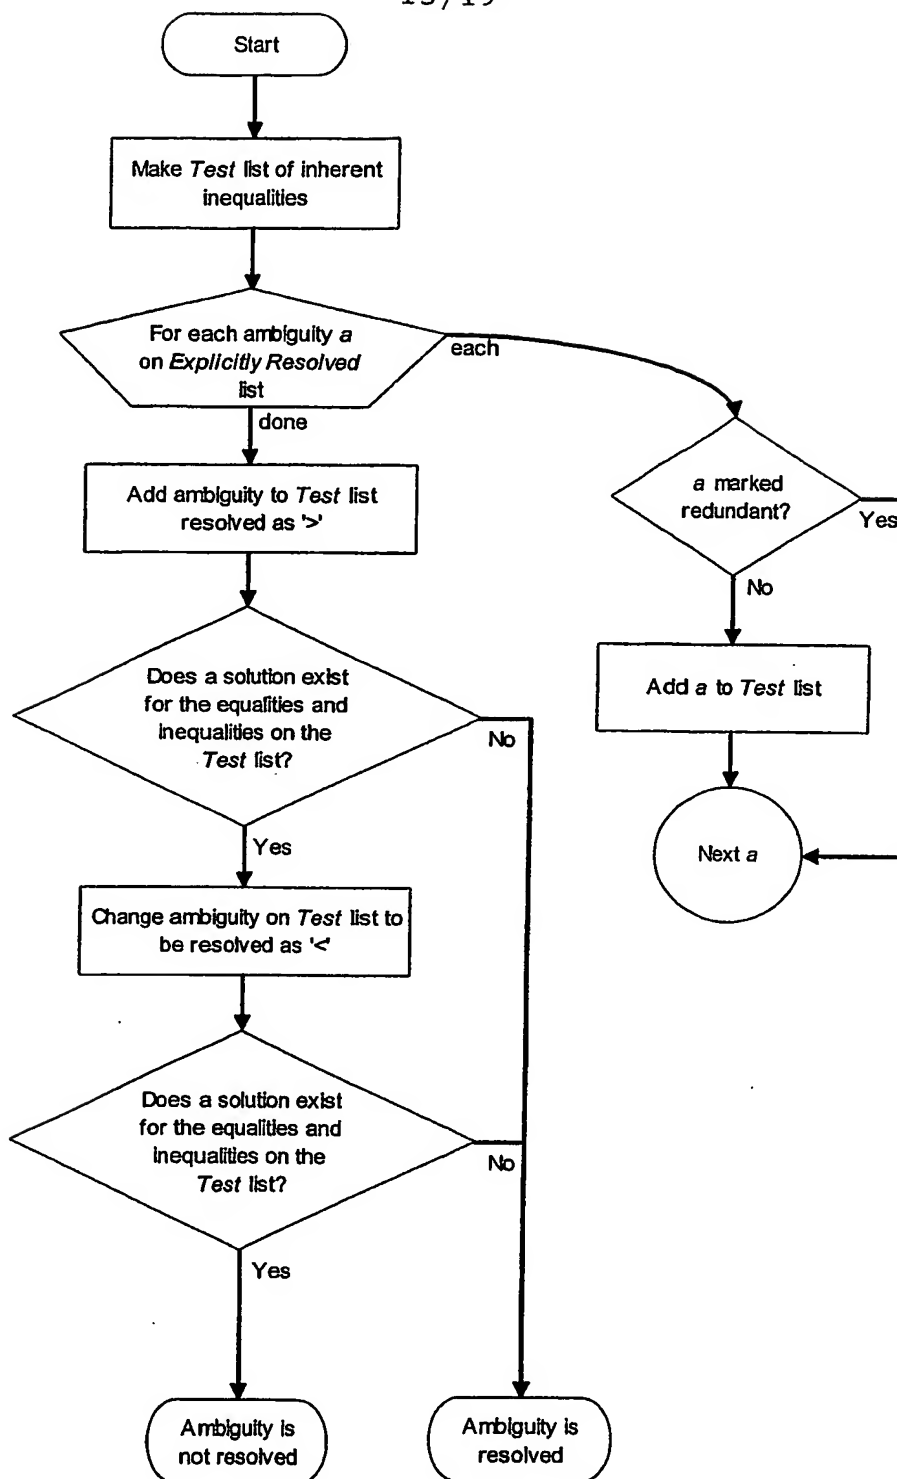 Start
Make Test list of inherent
inequalities
For each ambiguity a
on Explicitly Resolved
list
each
done
Add ambiguity to Test list
resolved as '>'
a marked
redundant?
Yes
No
Does a solution exist
for the equalities and
inequalities on the
Test list?
No
Add a to Test list
Yes
Next a
Change ambiguity on Test list to
be resolved as '<'
Does a solution exist
for the equalities and
inequalities on the
Test list?
No
Yes
Ambiguity is
not resolved
Ambiguity is
resolved